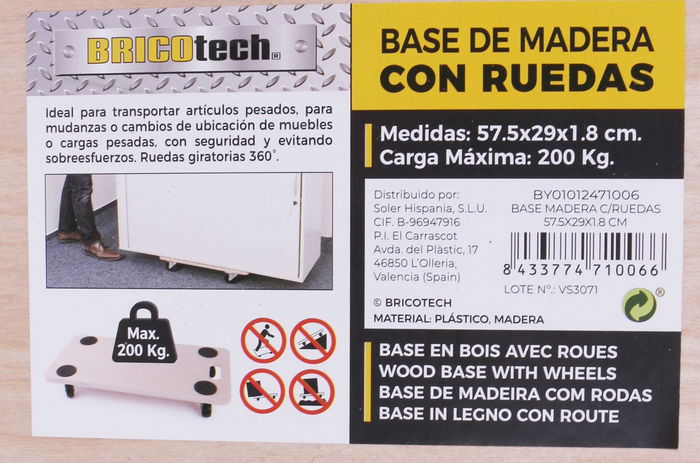 BRICOtech®
Ideal para transportar artículos pesados, para
mudanzas o cambios de ubicación de muebles
o cargas pesadas, con seguridad y evitando
sobreesfuerzos. Ruedas giratorias 360°.
Max.
200 Kg.
BASE DE MADERA
CON RUEDAS
Medidas: 57.5x29x1.8 cm.
Carga Máxima: 200 Kg.
Distribuido por:
Soler Hispania, S.L.U.
CIF. B-96947916
P.I. El Carrascot
Avda. del Plàstic, 17
46850 L'Olleria,
Valencia (Spain)
BY01012471006
BASE MADERA C/RUEDAS
57.5X29X1.8 CM
8 433774 710066
LOTE Nº.: VS3071
®
© BRICOTECH
MATERIAL: PLÁSTICO, MADERA
BASE EN BOIS AVEC ROUES
WOOD BASE WITH WHEELS
BASE DE MADEIRA COM RODAS
BASE IN LEGNO CON ROUTE